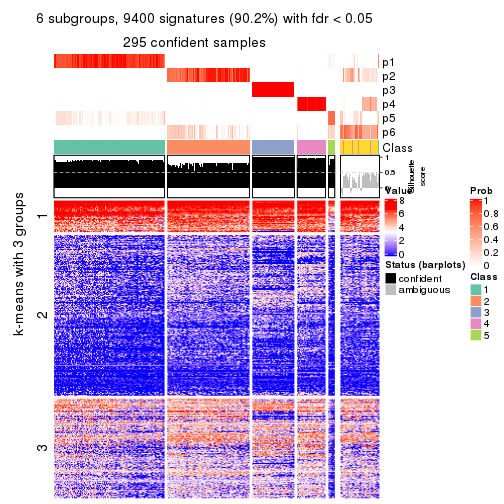 6 subgroups, 9400 signatures (90.2%) with fdr < 0.05
295 confident samples
p1
p2
p3
p4
p5
p6
Class
1
0.5
0
Silhouette
score
k-means with 3 groups
1
2
3
Value
8
6
4
2
0
Status (barplots)
confident
ambiguous
Prob
1
0.8
0.6
0.4
0.2
0
Class
1
2
3
4
5